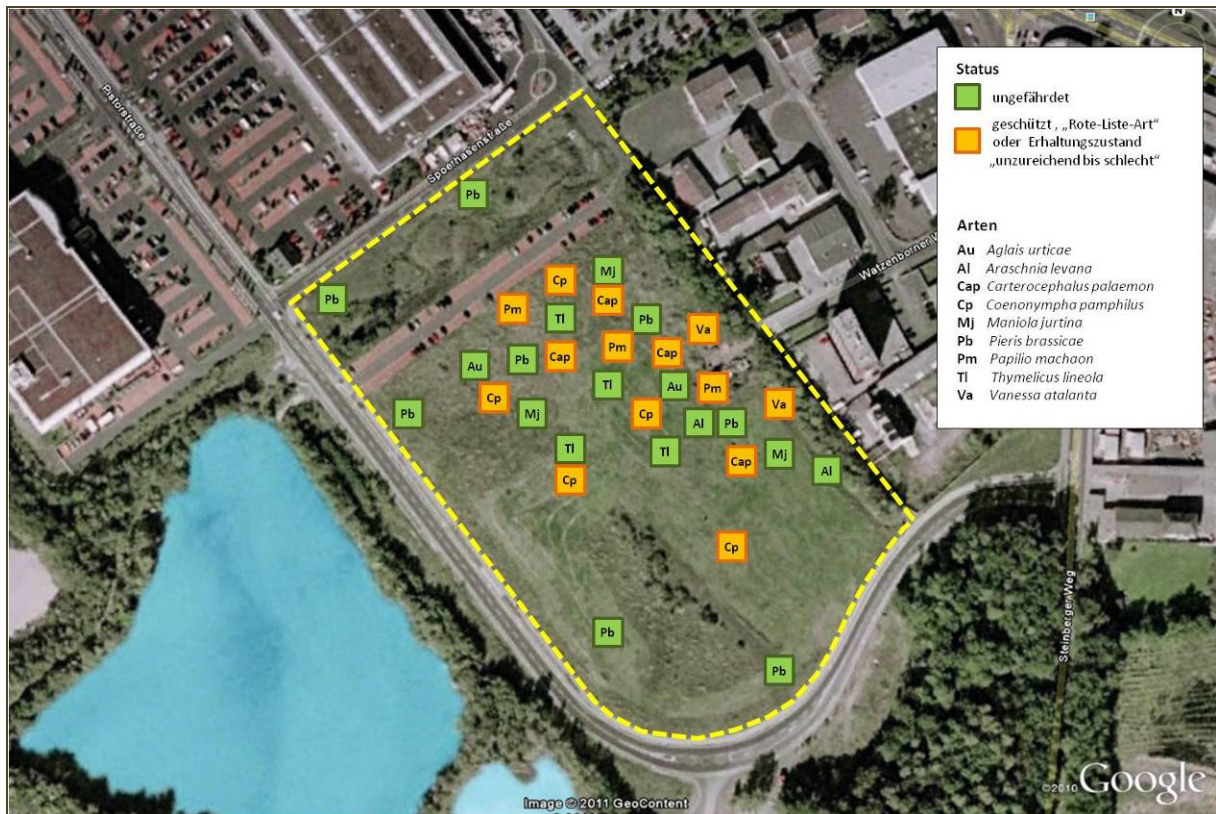 Pistorstraße
Spoerhasenstraße
Watzenborner
Steinberger Weg
Status
ungefährdet
geschützt , „Rote-Liste-Art“
oder Erhaltungszustand
„unzureichend bis schlecht“
Arten
Au Aglais urticae
Al Araschnia levana
Cap Carterocephalus palaemon
Cp Coenonympha pamphilus
Mj Maniola jurtina
Pb Pieris brassicae
Pm Papilio machaon
Tl Thymelicus lineola
Va Vanessa atalanta
Pb
Mj
Cp
Pb
Cap
Pm
Tl
Pb
Va
Pm
Cap
Cap
Pb
Au
Tl
Au
Pm
Cp
Va
Pb
Mj
Cp
Al
Pb
Tl
Tl
Mj
Cap
Al
Cp
Cp
Pb
Pb
©2010 Google
Image © 2011 GeoContent